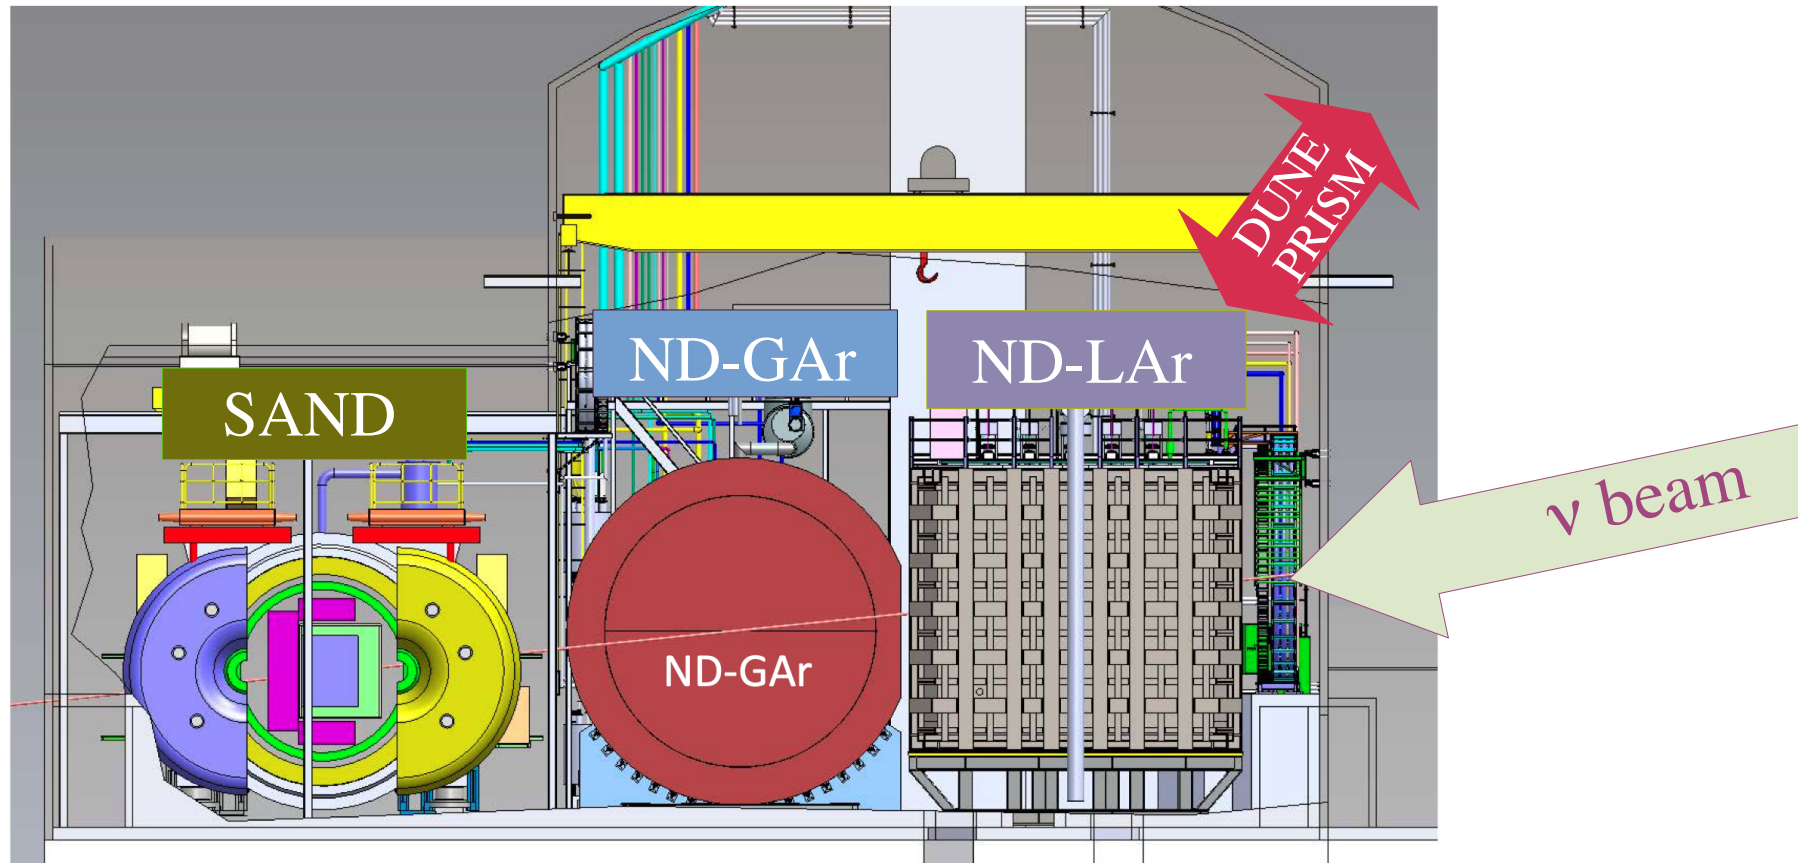 DUNE
PRISM
ND-GAr
ND-LAr
SAND
ν beam
ND-GAr